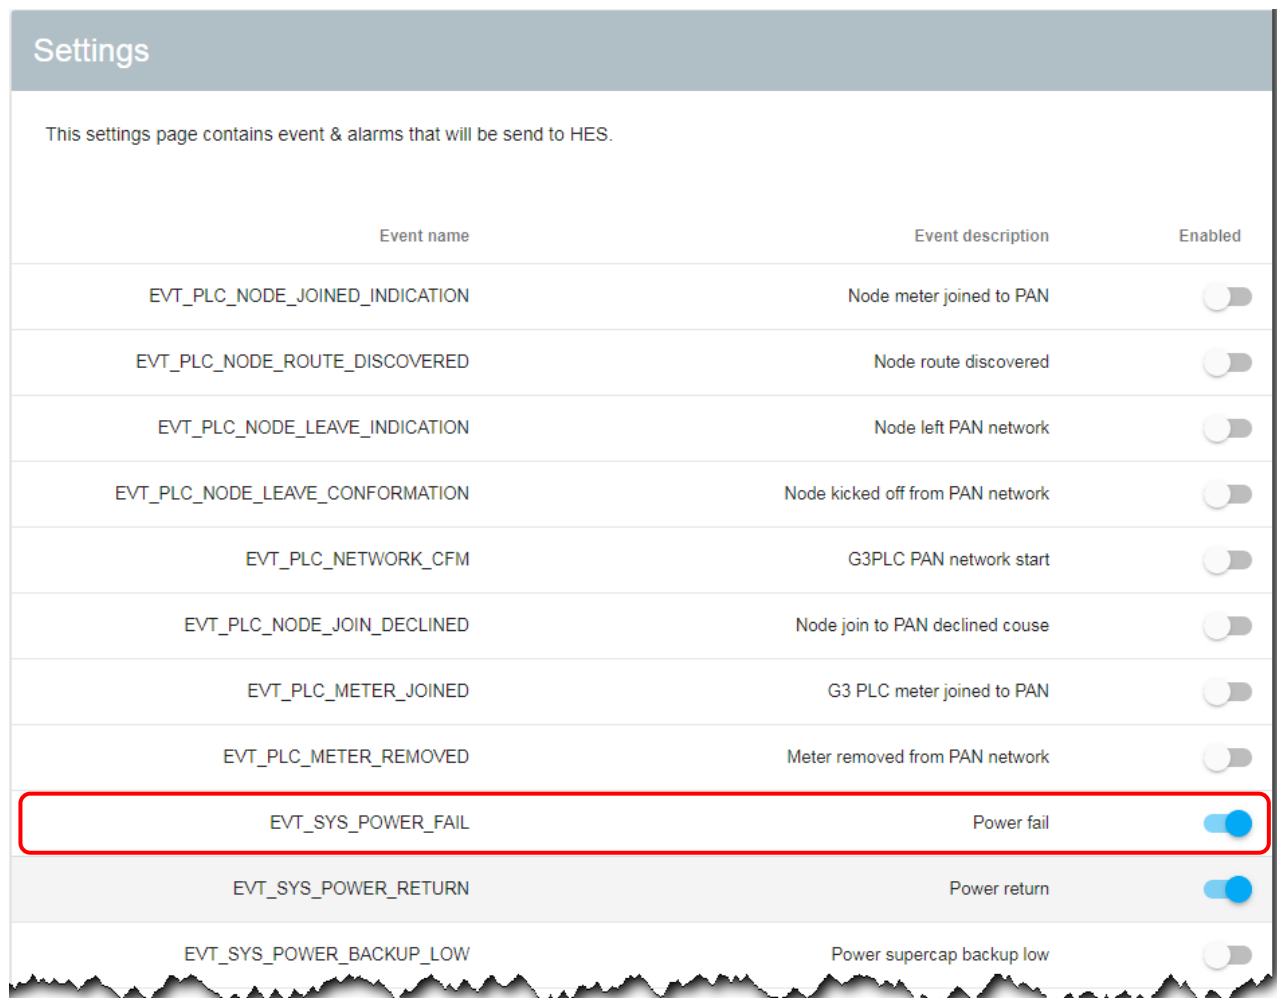 Settings
This settings page contains event & alarms that will be send to HES.
Event name Event description Enabled
EVT_PLC_NODE_JOINED_INDICATION Node meter joined to PAN
EVT_PLC_NODE_ROUTE_DISCOVERED Node route discovered
EVT_PLC_NODE_LEAVE_INDICATION Node left PAN network
EVT_PLC_NODE_LEAVE_CONFORMATION Node kicked off from PAN network
EVT_PLC_NETWORK_CFM G3PLC PAN network start
EVT_PLC_NODE_JOIN_DECLINED Node join to PAN declined couse
EVT_PLC_METER_JOINED G3 PLC meter joined to PAN
EVT_PLC_METER_REMOVED Meter removed from PAN network
EVT_SYS_POWER_FAIL Power fail
EVT_SYS_POWER_RETURN Power return
EVT_SYS_POWER_BACKUP_LOW Power supercap backup low